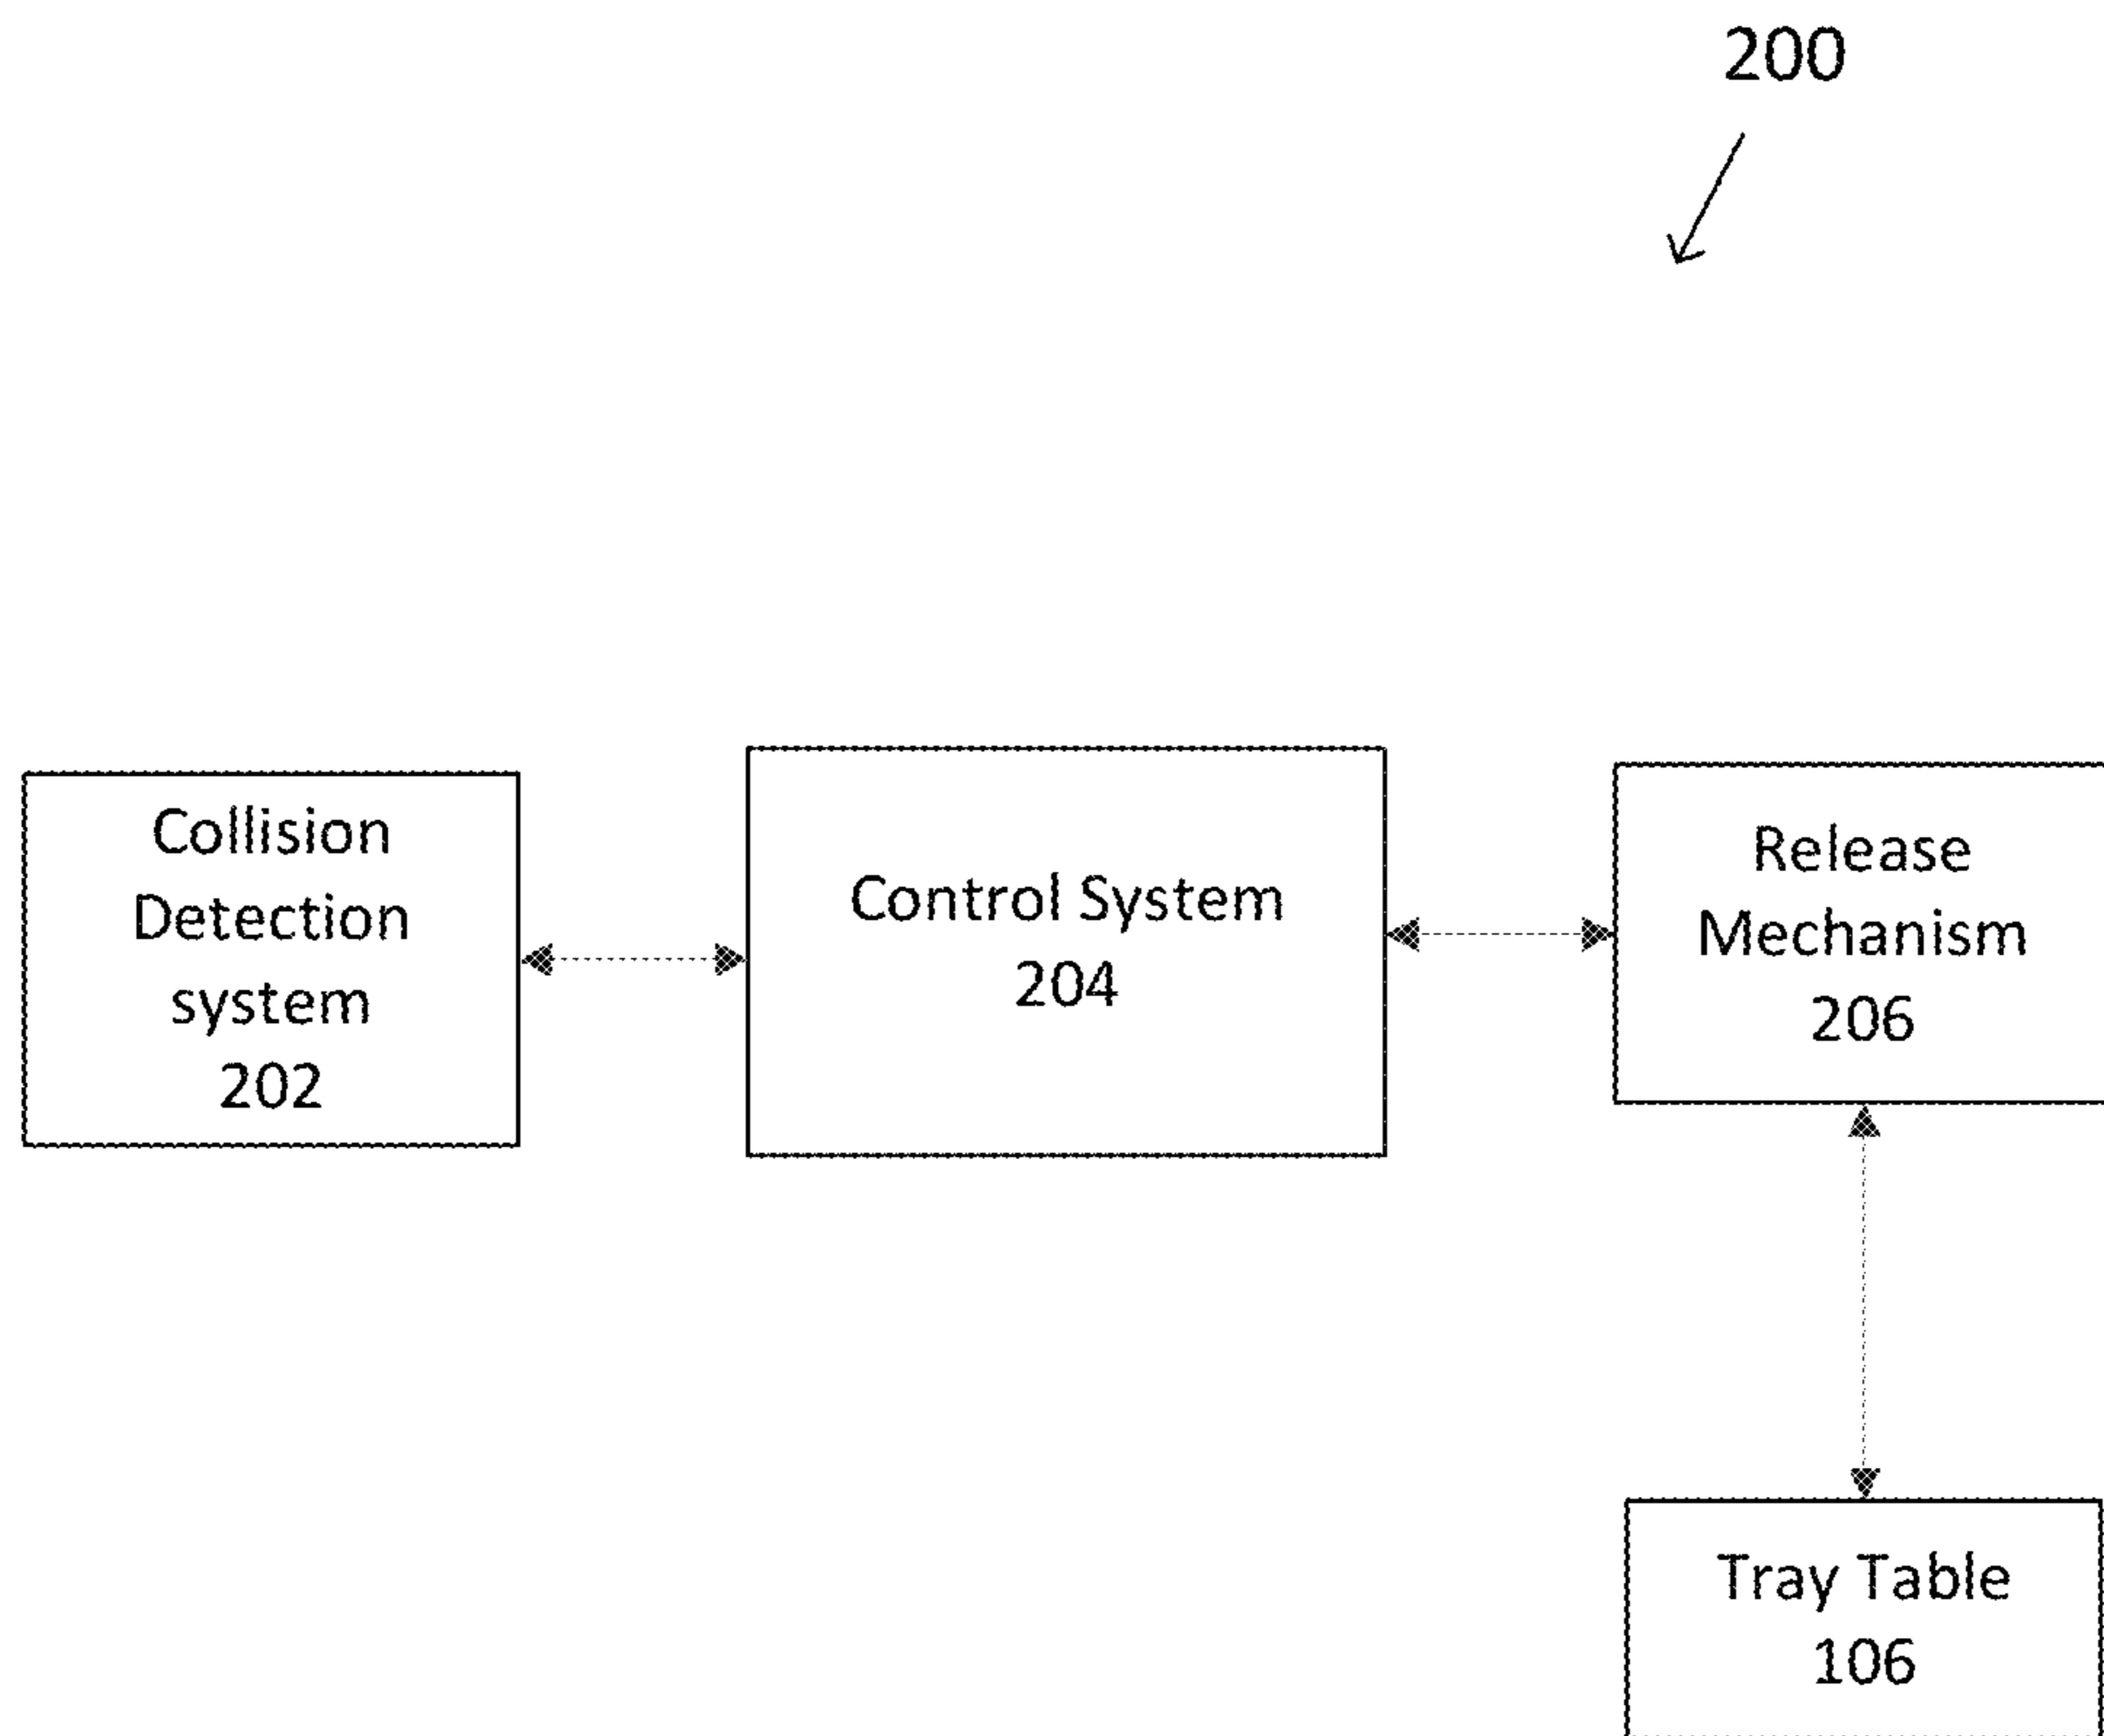 200
Collision
Detection
system
202
Control System
204
Release
Mechanism
206
Tray Table
106